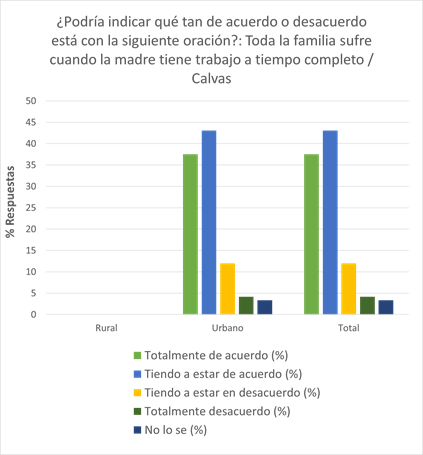 ¿Podría indicar qué tan de acuerdo o desacuerdo
está con la siguiente oración?: Toda la familia sufre
cuando la madre tiene trabajo a tiempo completo /
Calvas
% Respuestas
50
45
40
35
30
25
20
15
10
5
0
Rural Urbano Total
Totalmente de acuerdo (%)
Tiendo a estar de acuerdo (%)
Tiendo a estar en desacuerdo (%)
Totalmente desacuerdo (%)
No lo se (%)